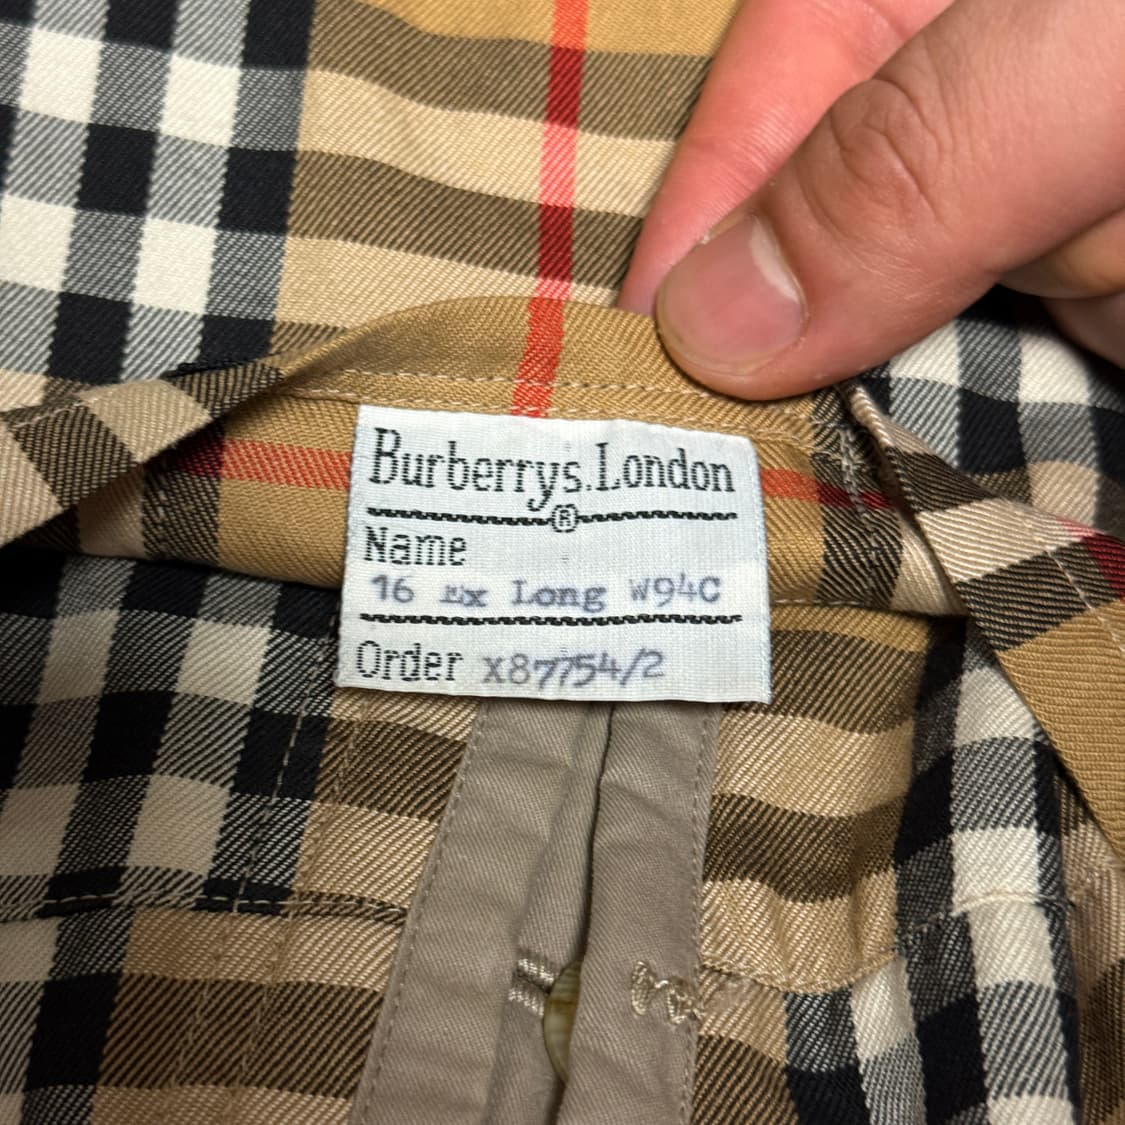 Burberrys.London
®
Name
16 Ex Long W94C
Order X87754/2